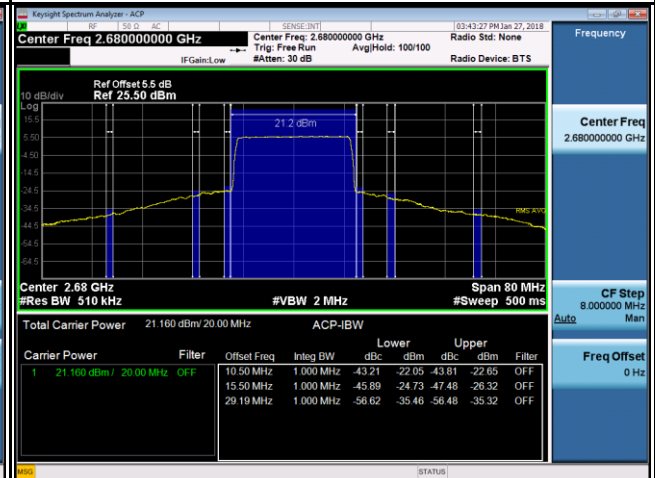 Keysight Spectrum Analyzer - ACP
RF 50 Ω AC SENSE:INT 03:43:27 PM Jan 27, 2018
Center Freq 2.680000000 GHz Center Freq: 2.680000000 GHz Radio Std: None Frequency
Trig: Free Run Avg|Hold: 100/100
IFGain:Low #Atten: 30 dB Radio Device: BTS
Ref Offset 5.5 dB
10 dB/div Ref 25.50 dBm
Log
15.5
21.2 dBm
5.50
-4.50
-14.5
-24.5
-34.5
RMS AVG
-44.5
-54.5
-64.5
Center 2.68 GHz Span 80 MHz
#Res BW 510 kHz #VBW 2 MHz #Sweep 500 ms
Total Carrier Power 21.160 dBm/ 20.00 MHz ACP-IBW
Lower Upper
Carrier Power Filter Offset Freq Integ BW dBc dBm dBc dBm Filter
1 21.160 dBm / 20.00 MHz OFF 10.50 MHz 1.000 MHz -43.21 -22.05 -43.81 -22.65 OFF
15.50 MHz 1.000 MHz -45.89 -24.73 -47.48 -26.32 OFF
29.19 MHz 1.000 MHz -56.62 -35.46 -56.48 -35.32 OFF
Center Freq
2.680000000 GHz
CF Step
8.000000 MHz
Auto Man
Freq Offset
0 Hz
MSG STATUS